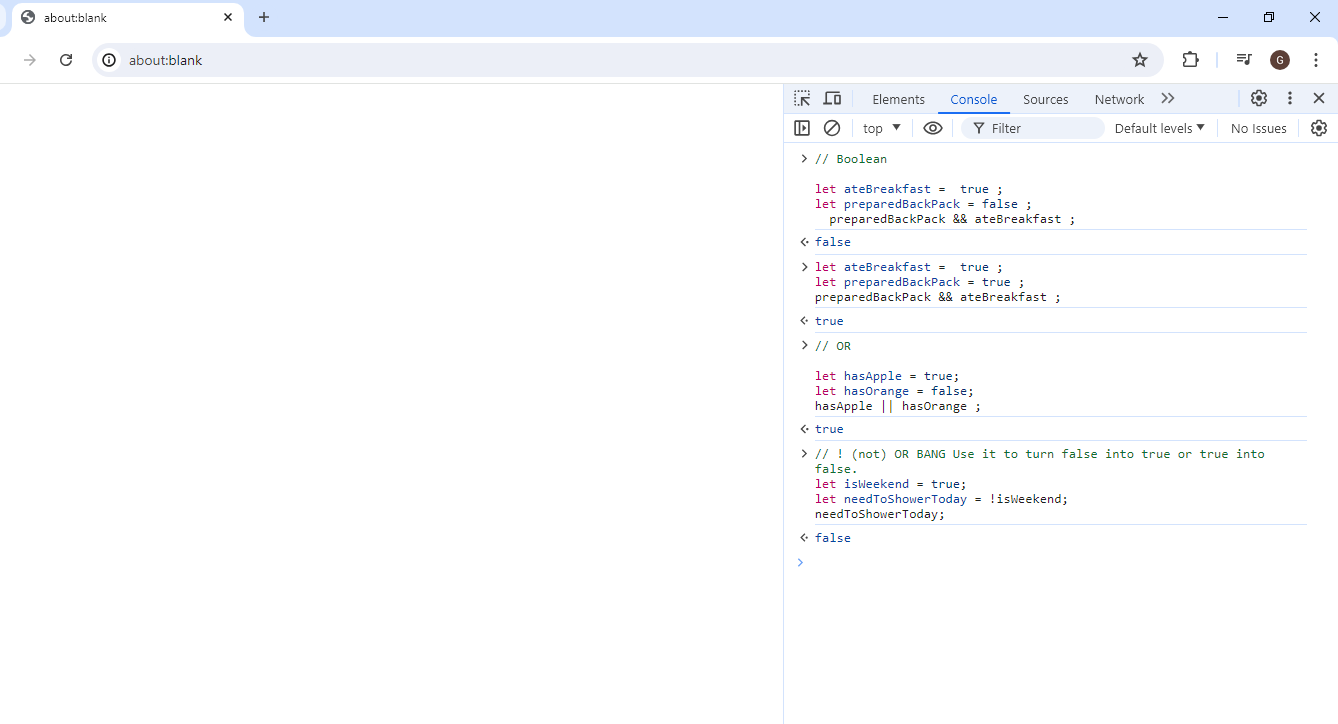 about:blank
about:blank
G
Elements Console Sources Network
top Filter Default levels No Issues
// Boolean
let ateBreakfast =  true ;
let preparedBackPack = false ;
  preparedBackPack && ateBreakfast ;
false
let ateBreakfast =  true ;
let preparedBackPack = true ;
preparedBackPack && ateBreakfast ;
true
// OR
let hasApple = true;
let hasOrange = false;
hasApple || hasOrange ;
true
// ! (not) OR BANG Use it to turn false into true or true into
false.
let isWeekend = true;
let needToShowerToday = !isWeekend;
needToShowerToday;
false